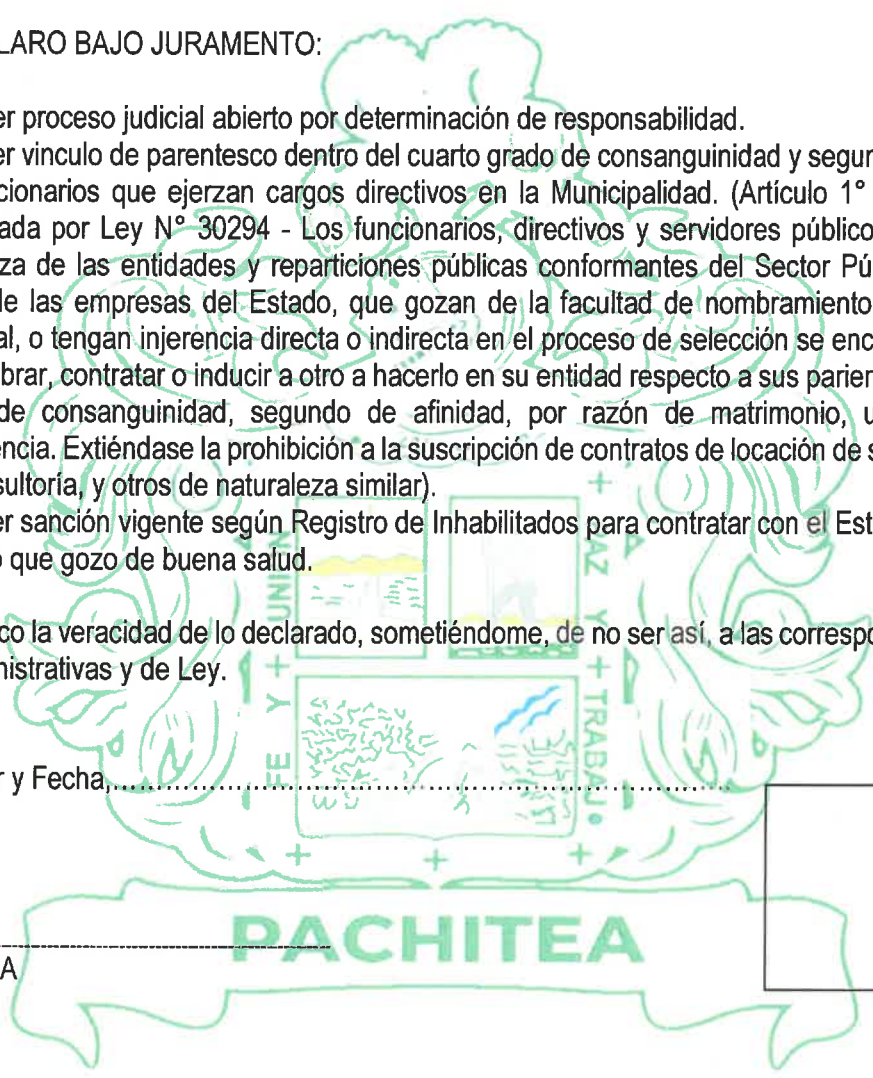 LARO BAJO JURAMENTO:
er proceso judicial abierto por determinación de responsabilidad.
er vinculo de parentesco dentro del cuarto grado de consanguinidad y segur
cionarios que ejerzan cargos directivos en la Municipalidad. (Artículo 1°
ada por Ley N° 30294 - Los funcionarios, directivos y servidores público
za de las entidades y reparticiones públicas conformantes del Sector Pú
le las empresas del Estado, que gozan de la facultad de nombramiento
al, o tengan injerencia directa o indirecta en el proceso de selección se enc
brar, contratar o inducir a otro a hacerlo en su entidad respecto a sus parier
de consanguinidad, segundo de afinidad, por razón de matrimonio, u
encia. Extiéndase la prohibición a la suscripción de contratos de locación de s
sultoría, y otros de naturaleza similar).
er sanción vigente según Registro de Inhabilitados para contratar con el Est
o que gozo de buena salud.
co la veracidad de lo declarado, sometiéndome, de no ser así, a las correspo
nistrativas y de Ley.
r y Fecha,..............................................................................
A
FE Y + UNIÓN
+ PAZ Y + TRABAJO
PACHITEA